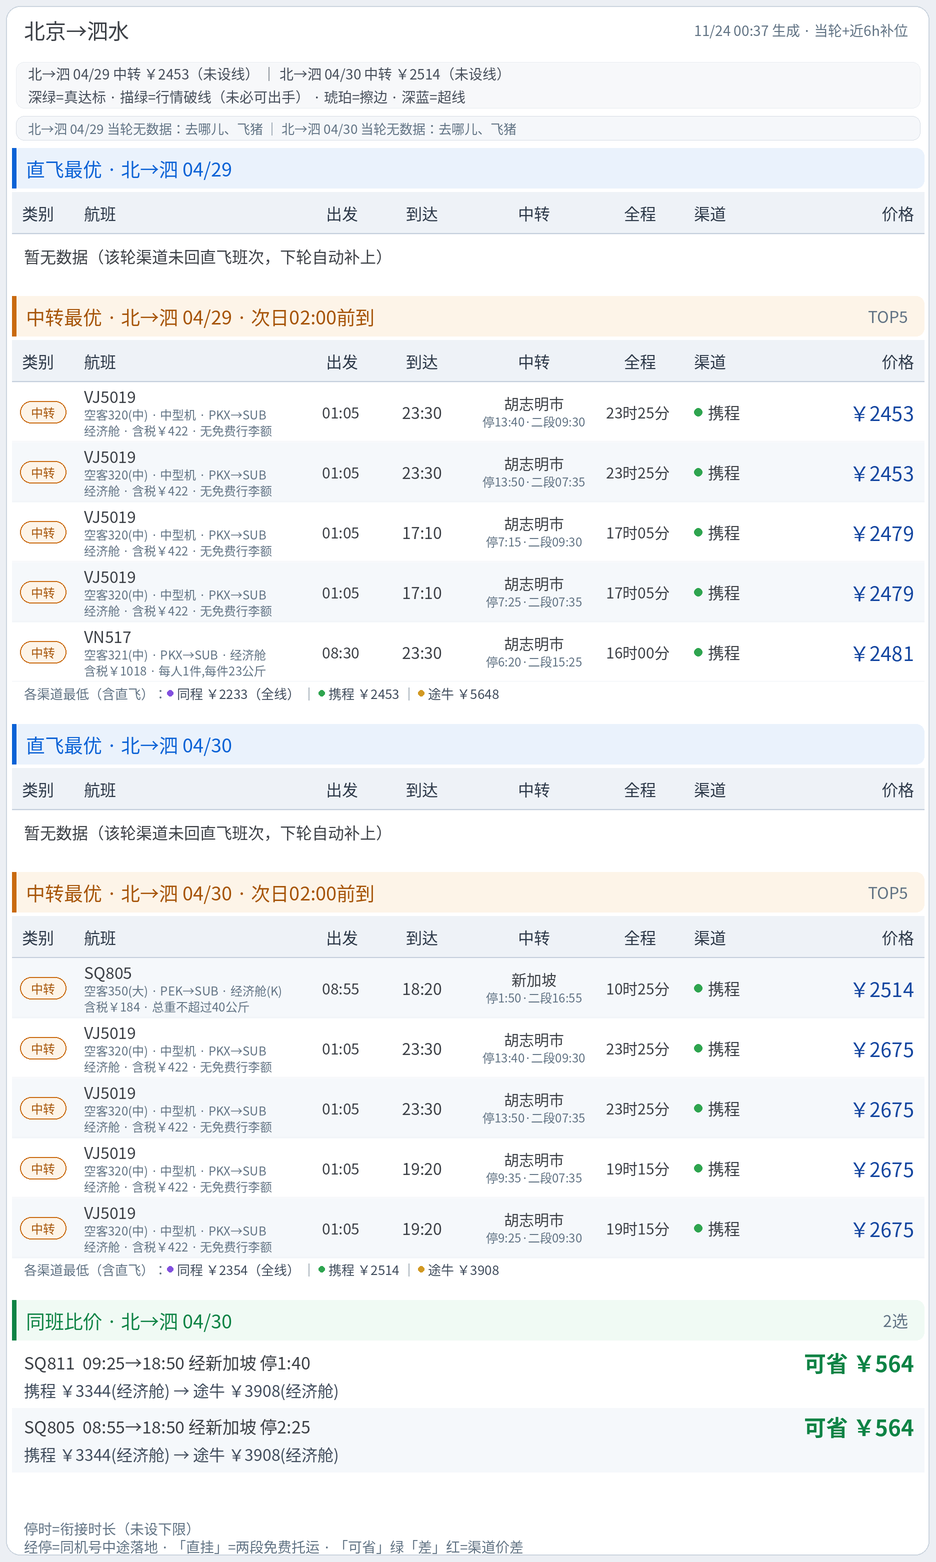 北京→泗水
11/24 00:37 生成 · 当轮+近6h补位
北→泗 04/29 中转 ￥2453（未设线） ｜ 北→泗 04/30 中转 ￥2514（未设线）
深绿=真达标 · 描绿=行情破线（未必可出手） · 琥珀=擦边 · 深蓝=超线
北→泗 04/29 当轮无数据：去哪儿、飞猪 ｜ 北→泗 04/30 当轮无数据：去哪儿、飞猪
直飞最优 · 北→泗 04/29
类别 航班 出发 到达 中转 全程 渠道 价格
暂无数据（该轮渠道未回直飞班次，下轮自动补上）
中转最优 · 北→泗 04/29 · 次日02:00前到 TOP5
类别 航班 出发 到达 中转 全程 渠道 价格
VJ5019
空客320(中) · 中型机 · PKX→SUB
经济舱 · 含税￥422 · 无免费行李额
中转 01:05 23:30 胡志明市 23时25分 携程 ￥2453
停13:40·二段09:30
VJ5019
空客320(中) · 中型机 · PKX→SUB
经济舱 · 含税￥422 · 无免费行李额
中转 01:05 23:30 胡志明市 23时25分 携程 ￥2453
停13:50·二段07:35
VJ5019
空客320(中) · 中型机 · PKX→SUB
经济舱 · 含税￥422 · 无免费行李额
中转 01:05 17:10 胡志明市 17时05分 携程 ￥2479
停7:15·二段09:30
VJ5019
空客320(中) · 中型机 · PKX→SUB
经济舱 · 含税￥422 · 无免费行李额
中转 01:05 17:10 胡志明市 17时05分 携程 ￥2479
停7:25·二段07:35
VN517
空客321(中) · PKX→SUB · 经济舱
含税￥1018 · 每人1件,每件23公斤
中转 08:30 23:30 胡志明市 16时00分 携程 ￥2481
停6:20·二段15:25
各渠道最低（含直飞）：同程 ￥2233（全线） ｜ 携程 ￥2453 ｜ 途牛 ￥5648
直飞最优 · 北→泗 04/30
类别 航班 出发 到达 中转 全程 渠道 价格
暂无数据（该轮渠道未回直飞班次，下轮自动补上）
中转最优 · 北→泗 04/30 · 次日02:00前到 TOP5
类别 航班 出发 到达 中转 全程 渠道 价格
SQ805
空客350(大) · PEK→SUB · 经济舱(K)
含税￥184 · 总重不超过40公斤
中转 08:55 18:20 新加坡 10时25分 携程 ￥2514
停1:50·二段16:55
VJ5019
空客320(中) · 中型机 · PKX→SUB
经济舱 · 含税￥422 · 无免费行李额
中转 01:05 23:30 胡志明市 23时25分 携程 ￥2675
停13:40·二段09:30
VJ5019
空客320(中) · 中型机 · PKX→SUB
经济舱 · 含税￥422 · 无免费行李额
中转 01:05 23:30 胡志明市 23时25分 携程 ￥2675
停13:50·二段07:35
VJ5019
空客320(中) · 中型机 · PKX→SUB
经济舱 · 含税￥422 · 无免费行李额
中转 01:05 19:20 胡志明市 19时15分 携程 ￥2675
停9:35·二段07:35
VJ5019
空客320(中) · 中型机 · PKX→SUB
经济舱 · 含税￥422 · 无免费行李额
中转 01:05 19:20 胡志明市 19时15分 携程 ￥2675
停9:25·二段09:30
各渠道最低（含直飞）：同程 ￥2354（全线） ｜ 携程 ￥2514 ｜ 途牛 ￥3908
同班比价 · 北→泗 04/30 2选
SQ811 09:25→18:50 经新加坡 停1:40 可省 ￥564
携程 ￥3344(经济舱) → 途牛 ￥3908(经济舱)
SQ805 08:55→18:50 经新加坡 停2:25 可省 ￥564
携程 ￥3344(经济舱) → 途牛 ￥3908(经济舱)
停时=衔接时长（未设下限）
经停=同机号中途落地 · 「直挂」=两段免费托运 · 「可省」绿「差」红=渠道价差